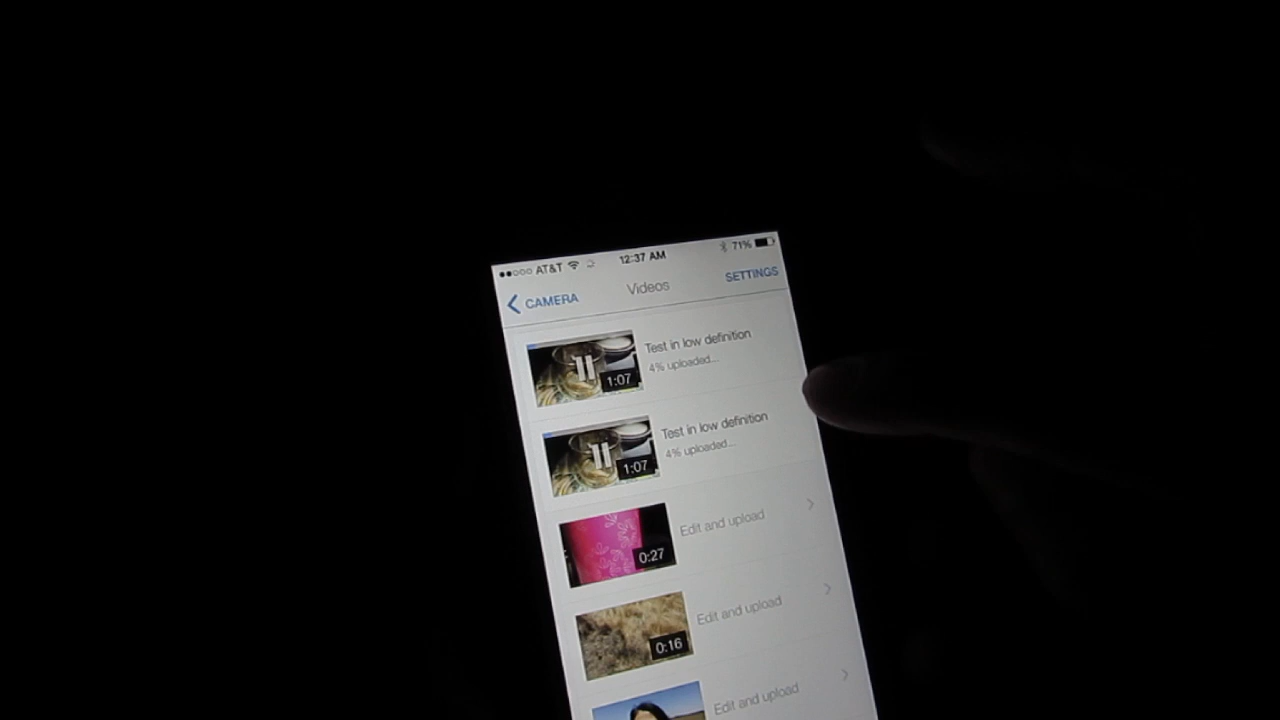 AT&T 12:37 AM 71%
CAMERA Videos SETTINGS
Test in low definition
4% uploaded...
1:07
Test in low definition
4% uploaded...
1:07
Edit and upload
0:27
Edit and upload
0:16
Edit and upload